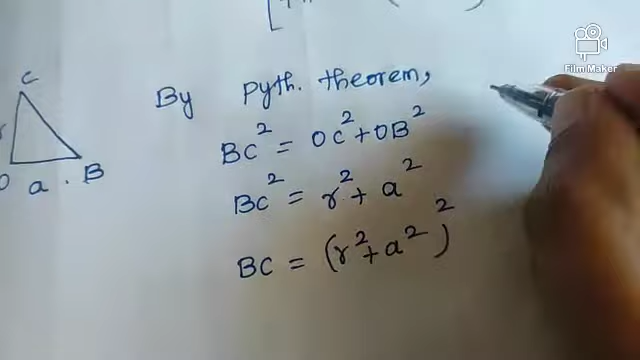 FilmMaker
C
O a . B
By Pyth. theorem,
BC² = OC² + OB²
BC² = r² + a²
BC = (r² + a²)²